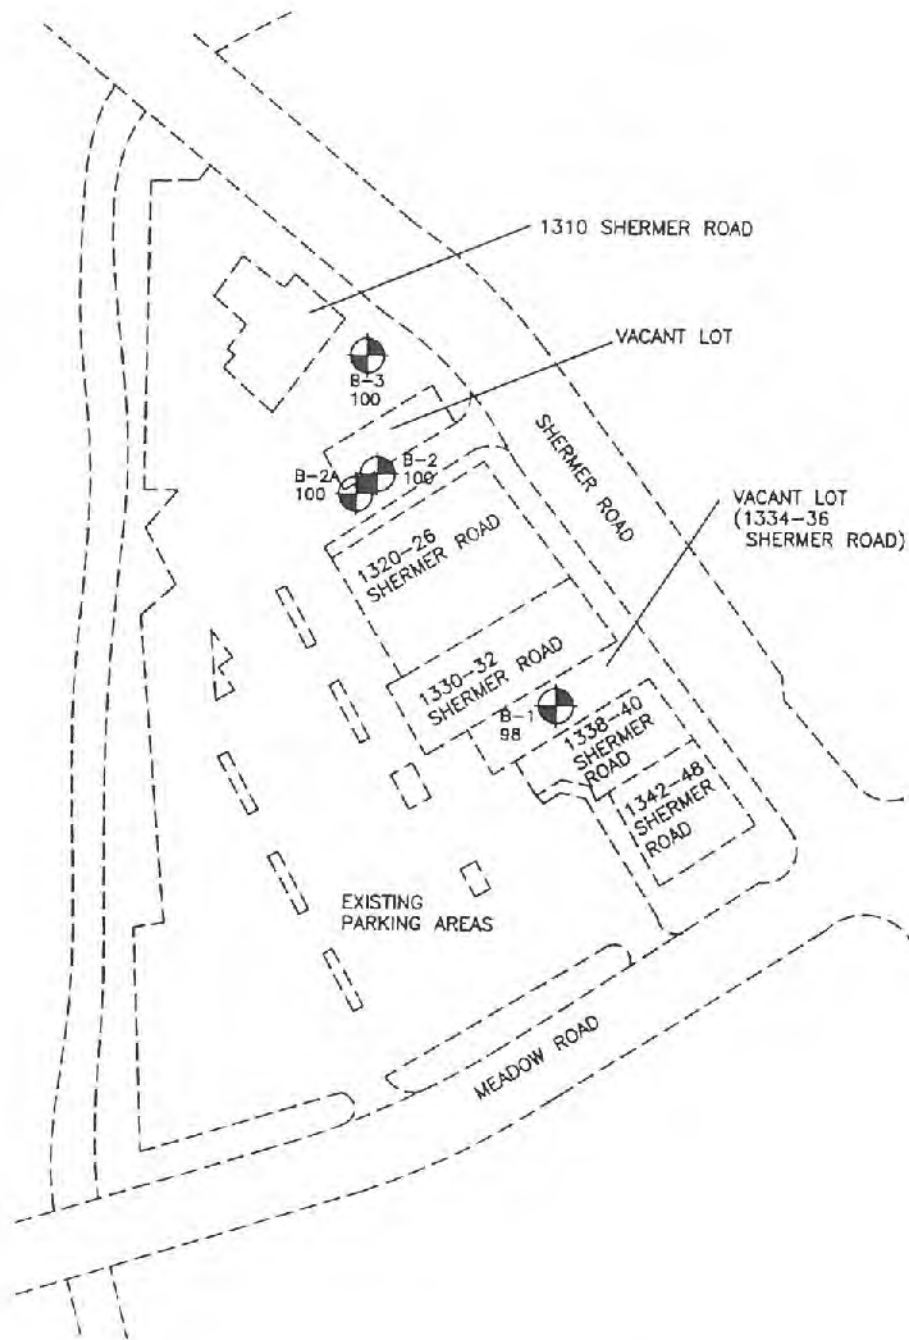 1310 SHERMER ROAD
VACANT LOT
B-3
100
SHERMER ROAD
B-2A
100
B-2
100
VACANT LOT
(1334-36
SHERMER ROAD)
1320-26
SHERMER ROAD
1330-32
SHERMER ROAD
B-1
98
1338-40
SHERMER
ROAD
1342-48
SHERMER
ROAD
EXISTING
PARKING AREAS
MEADOW ROAD